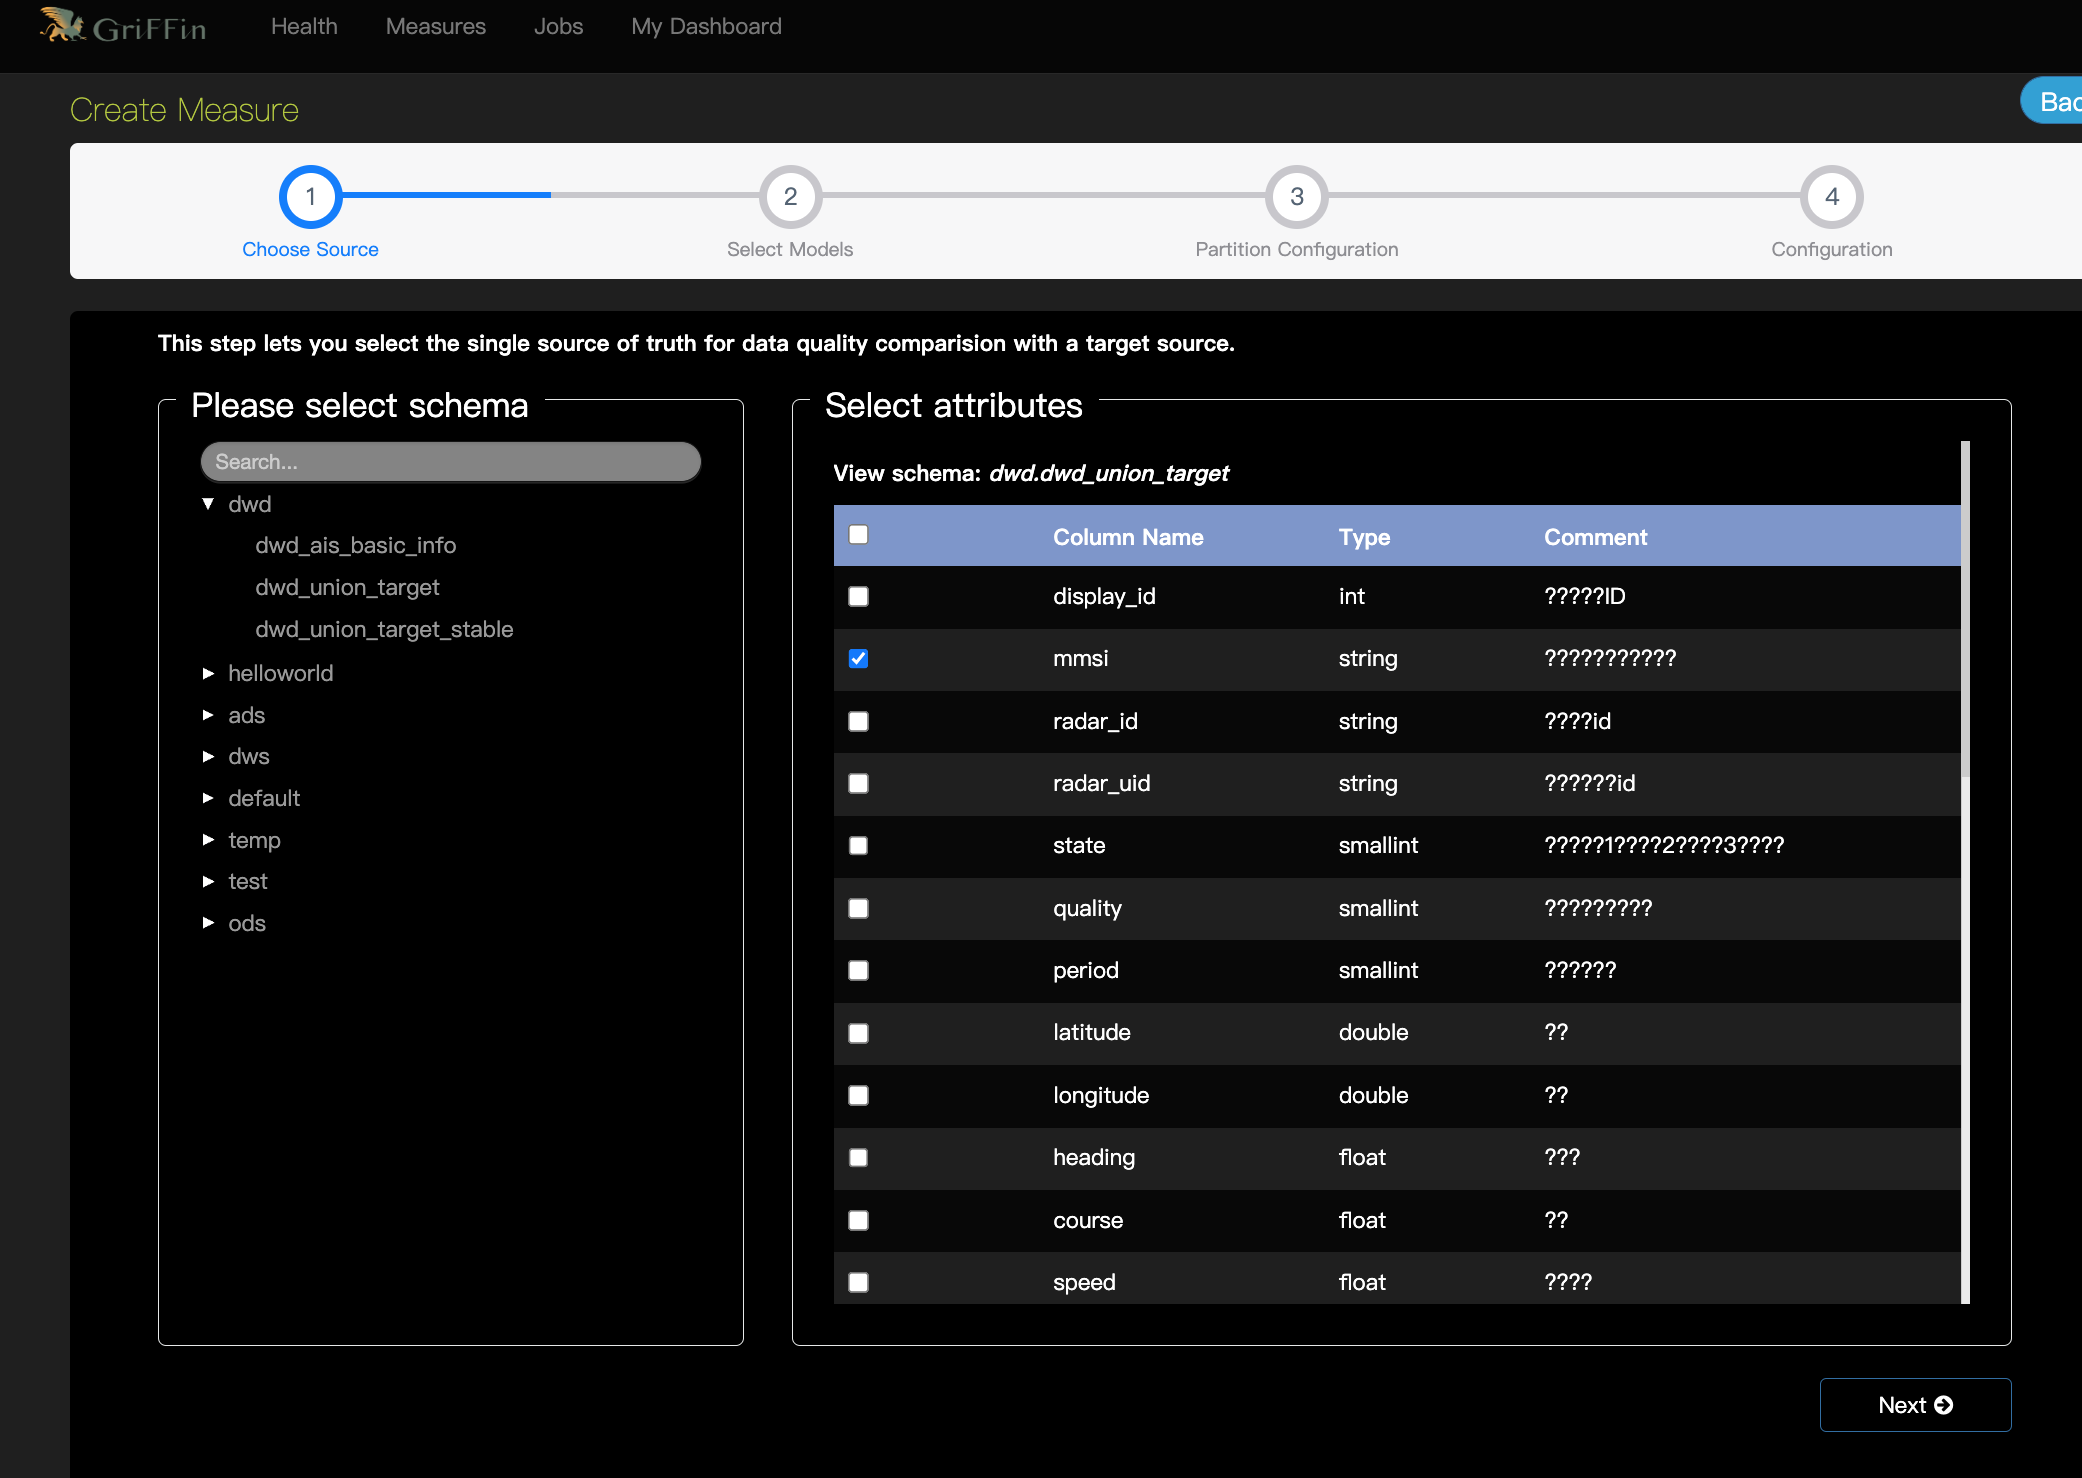 GriFFin Health Measures Jobs My Dashboard
Create Measure
Bac
1 2 3 4
Choose Source Select Models Partition Configuration Configuration
This step lets you select the single source of truth for data quality comparision with a target source.
Please select schema
Search...
dwd
dwd_ais_basic_info
dwd_union_target
dwd_union_target_stable
helloworld
ads
dws
default
temp
test
ods
Select attributes
View schema: dwd.dwd_union_target
Column Name Type Comment
display_id int ?????ID
mmsi string ???????????
radar_id string ????id
radar_uid string ??????id
state smallint ?????1????2????3????
quality smallint ?????????
period smallint ??????
latitude double ??
longitude double ??
heading float ???
course float ??
speed float ????
Next